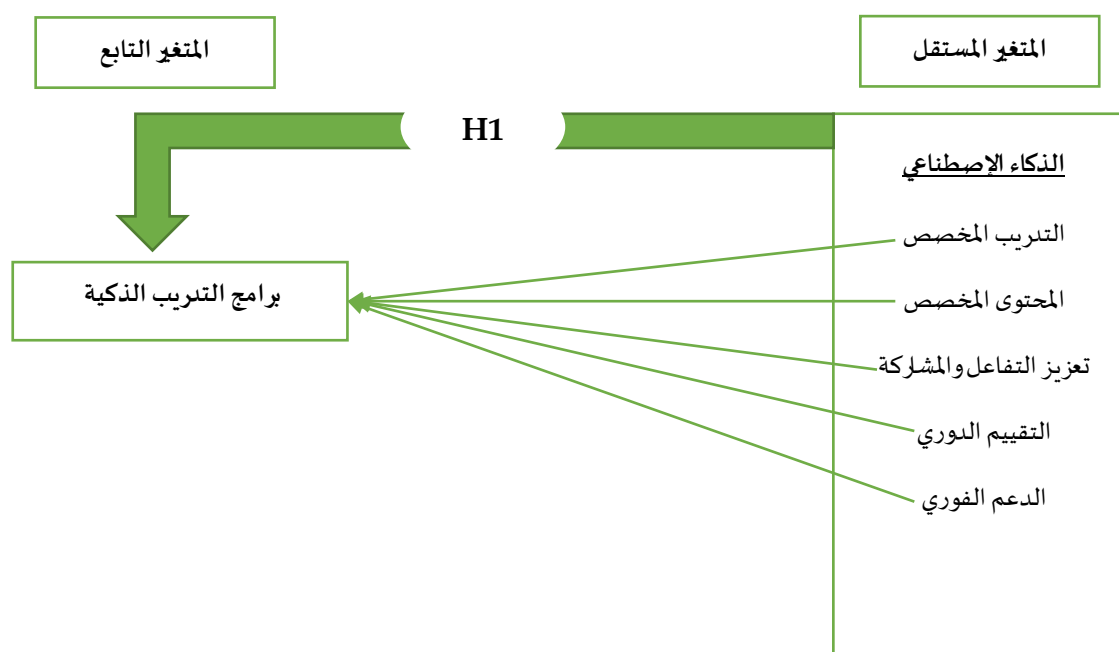 المتغير المستقل
المتغير التابع
H1
الذكاء الإصطناعي
التدريب المخصص
المحتوى المخصص
تعزيز التفاعل والمشاركة
التقييم الدوري
الدعم الفوري
برامج التدريب الذكية